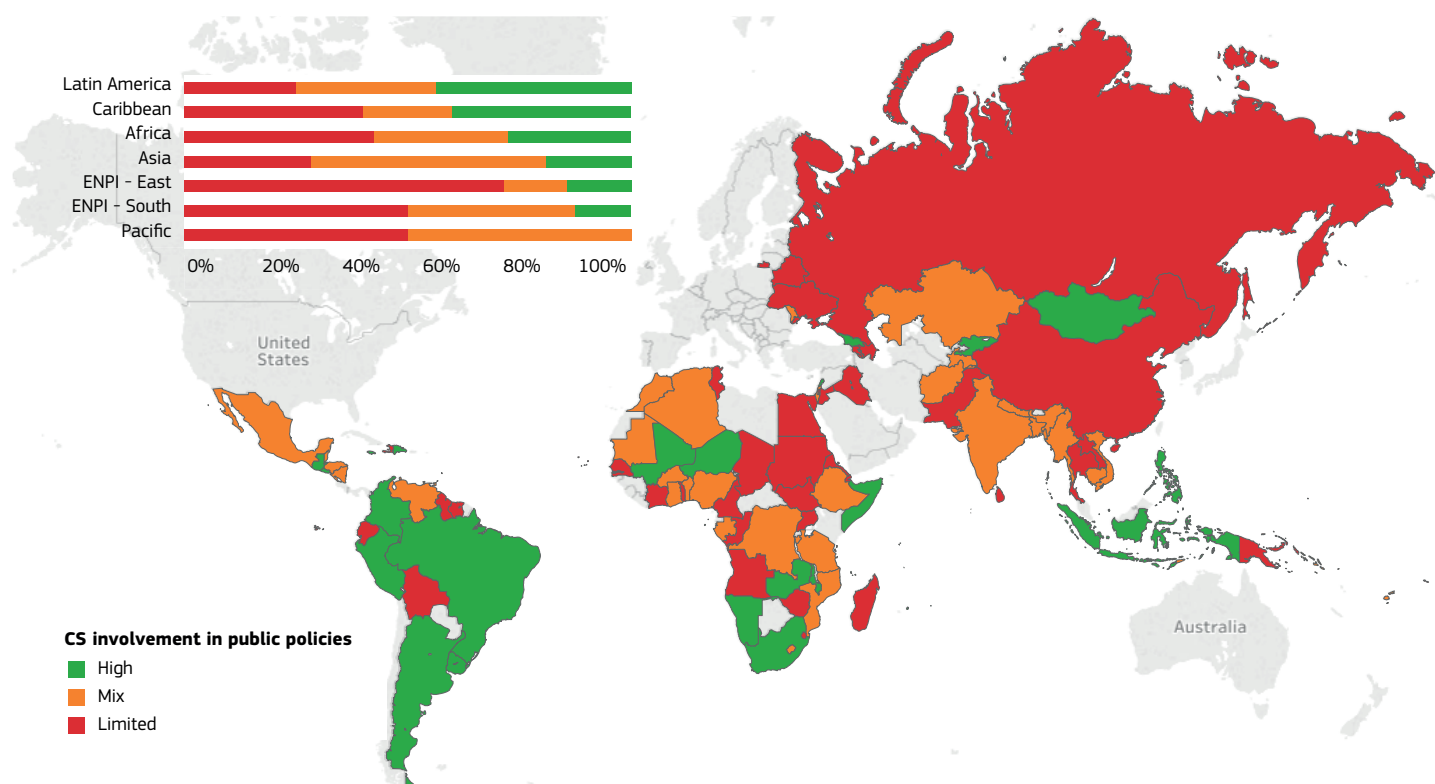 Latin America
Caribbean
Africa
Asia
ENPI - East
ENPI - South
Pacific
0% 20% 40% 60% 80% 100%
United
States
Australia
CS involvement in public policies
High
Mix
Limited